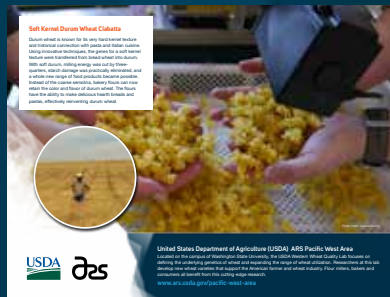 Soft Kernel Durum Wheat Ciabatta
Durum wheat is known for its very hard kernel texture
and historical connection with pasta and Italian cuisine.
Using innovative techniques, the genes for a soft kernel
texture were transferred from bread wheat into durum.
With soft durum, milling energy was cut by three-
quarters, starch damage was practically eliminated, and
a whole new range of food products became possible.
Instead of the coarse semolina, bakery flours can now
retain the color and flavor of durum wheat. The flours
have the ability to make delicious hearth breads and
pastas, effectively reinventing durum wheat.
USDA
ars
United States Department of Agriculture (USDA) ARS Pacific West Area
Located on the campus of Washington State University, the USDA Western Wheat Quality Lab focuses on
defining the underlying genetics of wheat and expanding the range of wheat utilization. Researchers at this lab
develop new wheat varieties that support the American farmer and wheat industry. Flour millers, bakers and
consumers all benefit from this cutting-edge research.
www.ars.usda.gov/pacific-west-area